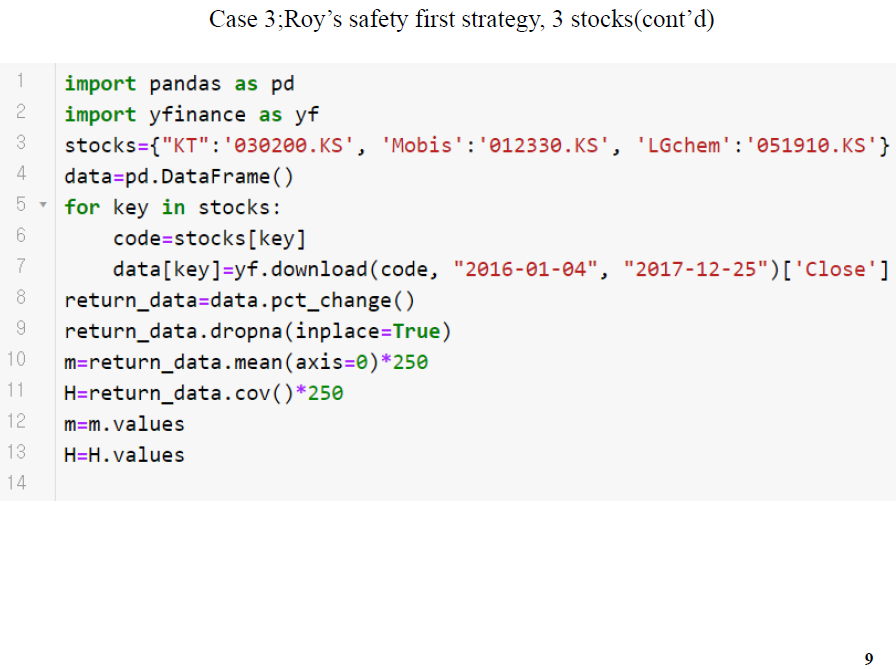 Case 3;Roy’s safety first strategy, 3 stocks(cont’d)
1 import pandas as pd
2 import yfinance as yf
3 stocks={"KT":'030200.KS', 'Mobis':'012330.KS', 'LGchem':'051910.KS'}
4 data=pd.DataFrame()
5 for key in stocks:
6     code=stocks[key]
7     data[key]=yf.download(code, "2016-01-04", "2017-12-25")['Close']
8 return_data=data.pct_change()
9 return_data.dropna(inplace=True)
10 m=return_data.mean(axis=0)*250
11 H=return_data.cov()*250
12 m=m.values
13 H=H.values
14
9